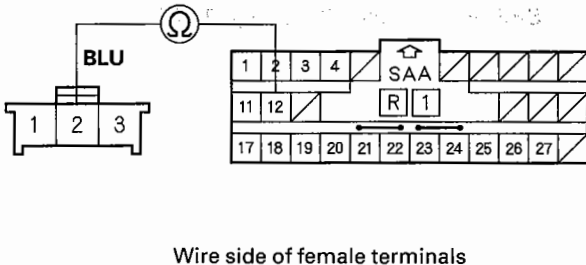 Ω
BLU
1 2 3 4
SAA
11 12 R 1
1 2 3
17 18 19 20 21 22 23 24 25 26 27
Wire side of female terminals